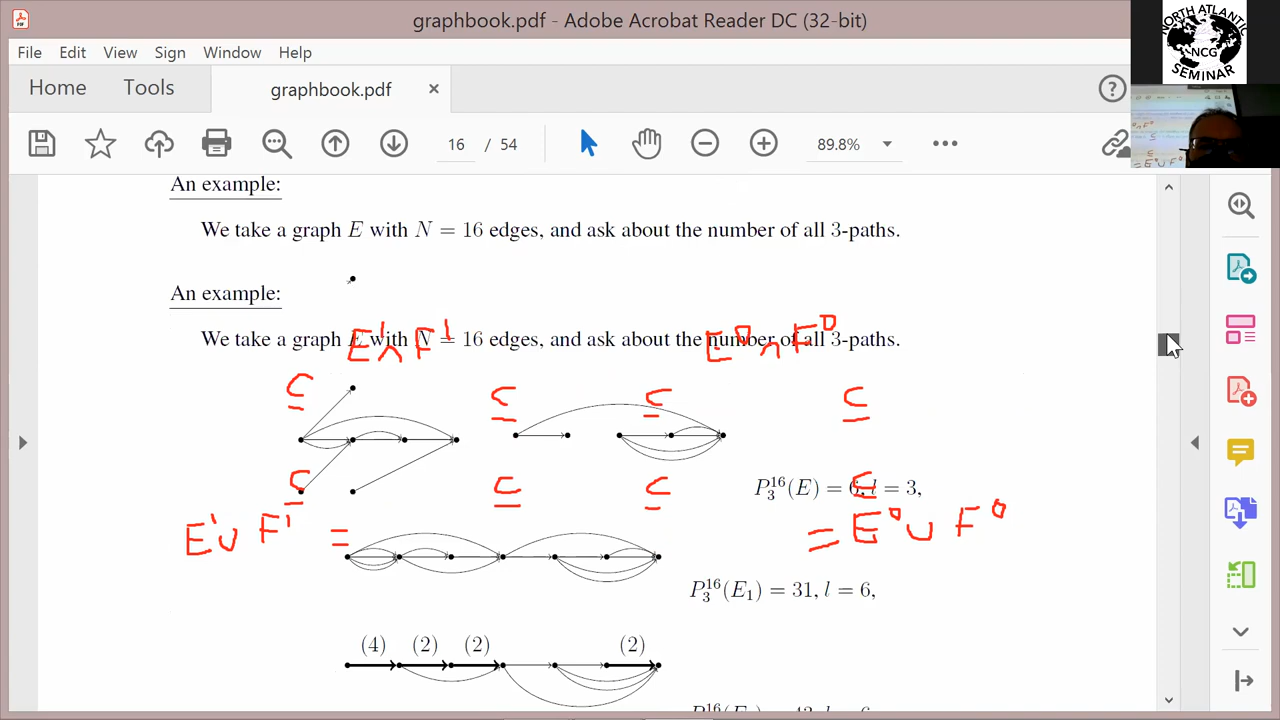 graphbook.pdf - Adobe Acrobat Reader DC (32-bit)
NORTH ATLANTIC
NCG
SEMINAR
File Edit View Sign Window Help
Home Tools graphbook.pdf ×
16 / 54 89.8%
An example:
We take a graph E with N = 16 edges, and ask about the number of all 3-paths.
An example:
We take a graph E with N = 16 edges, and ask about the number of all 3-paths.
E¹∩F¹ E⁰∩F⁰
⊆ ⊆ ⊆ ⊆
⊆ ⊆ ⊆ ⊆
P₃¹⁶(E) = 6, l = 3,
E¹∪F¹ = = E⁰∪F⁰
P₃¹⁶(E₁) = 31, l = 6,
(4) (2) (2) (2)